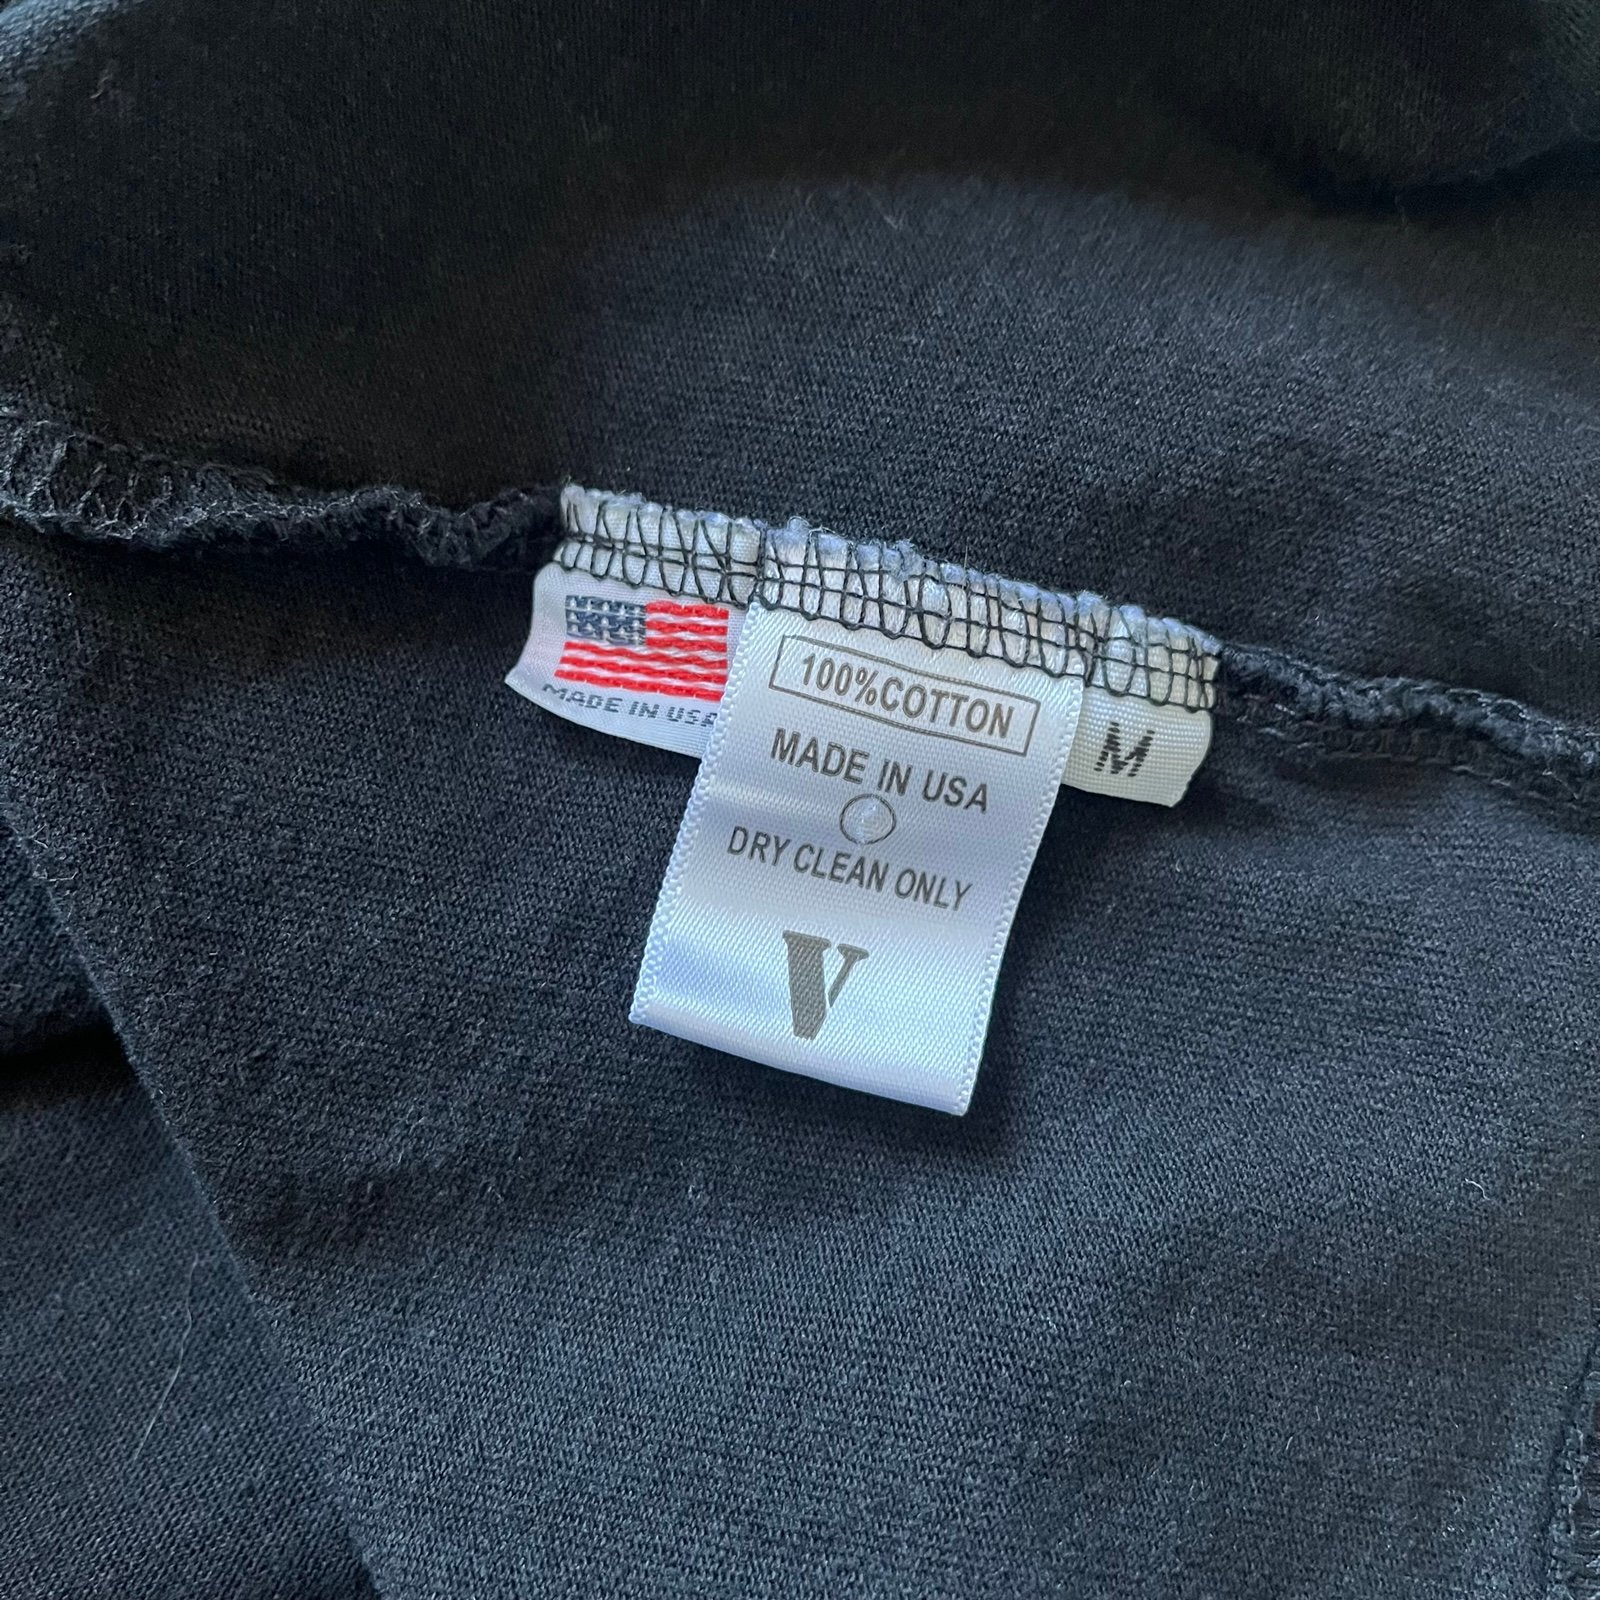 MADE IN USA
100%COTTON
MADE IN USA
DRY CLEAN ONLY
V
M